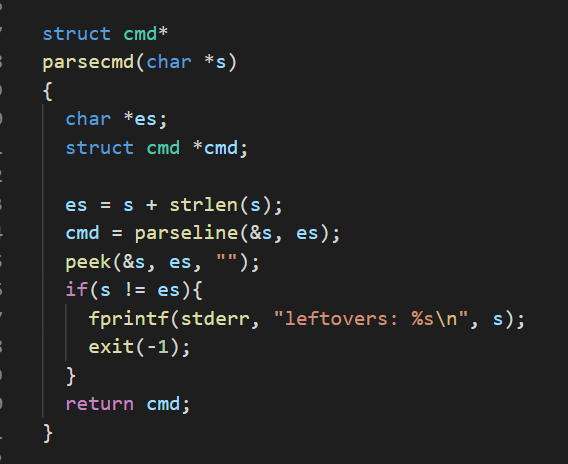 struct cmd*
parsecmd(char *s)
{
  char *es;
  struct cmd *cmd;

  es = s + strlen(s);
  cmd = parseline(&s, es);
  peek(&s, es, "");
  if(s != es){
    fprintf(stderr, "leftovers: %s\n", s);
    exit(-1);
  }
  return cmd;
}